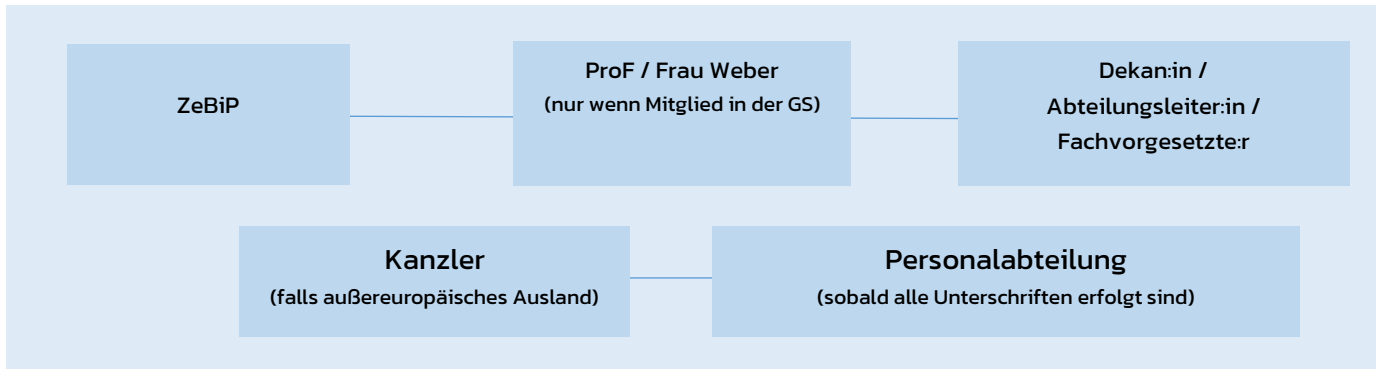 ZeBiP
ProF / Frau Weber
(nur wenn Mitglied in der GS)
Dekan:in /
Abteilungsleiter:in /
Fachvorgesetzte:r
Kanzler
(falls außereuropäisches Ausland)
Personalabteilung
(sobald alle Unterschriften erfolgt sind)